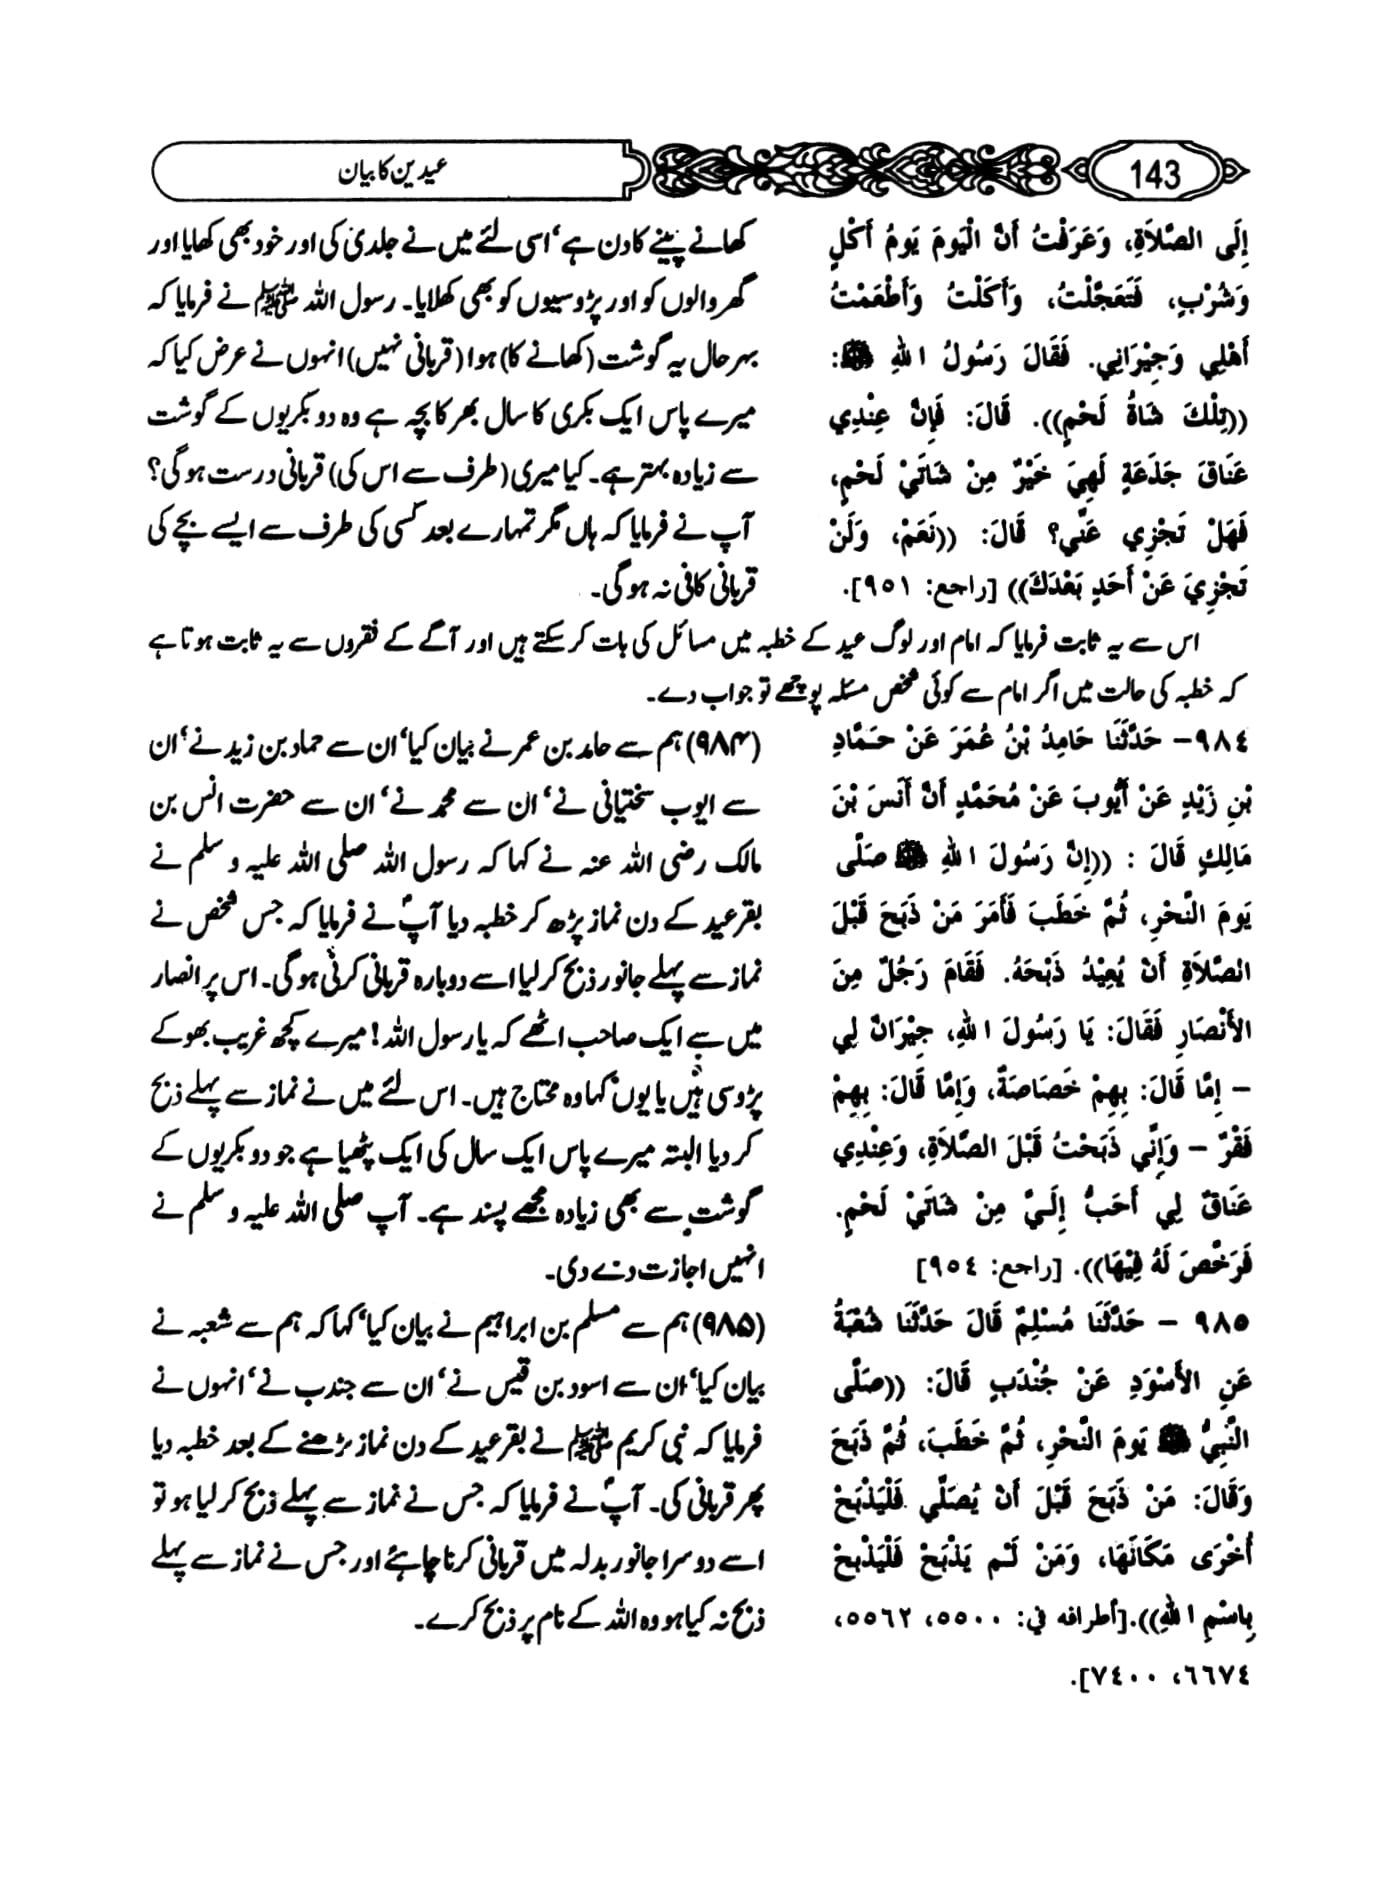 143
عیدین کا بیان
إِلَى الصَّلاَةِ، وَعَرَفْتُ أَنَّ الْيَومَ يَومُ أَكْلٍ
وَشُرْبٍ، فَتَعَجَّلْتُ، وَأَكَلْتُ وَأَطْعَمْتُ
أَهْلِي وَجِيْرَانِي. فَقَالَ رَسُولُ اللهِ ﷺ:
((تِلْكَ شَاةُ لَحْمٍ)). قَالَ: فَإِنَّ عِنْدِي
عَنَاقَ جَذَعَةٍ لَهِيَ خَيْرٌ مِنْ شَاتَيْ لَحْمٍ،
فَهَلْ تَجْزِي عَنِّي؟ قَالَ: ((نَعَمْ، وَلَنْ
تَجْزِيَ عَنْ أَحَدٍ بَعْدَكَ)) [راجع: ٩٥١].
کھانے پینے کا دن ہے‘ اسی لئے میں نے جلدی کی اور خود بھی کھایا اور
گھر والوں کو اور پڑوسیوں کو بھی کھلایا۔ رسول اللہ ﷺ نے فرمایا کہ
بہرحال یہ گوشت (کھانے کا) ہوا (قربانی نہیں) انہوں نے عرض کیا کہ
میرے پاس ایک بکری کا سال بھر کا بچہ ہے وہ دو بکریوں کے گوشت
سے زیادہ بہتر ہے۔ کیا میری (طرف سے اس کی) قربانی درست ہوگی؟
آپ نے فرمایا کہ ہاں مگر تمہارے بعد کسی کی طرف سے ایسے بچے کی
قربانی کافی نہ ہوگی۔
اس سے یہ ثابت فرمایا کہ امام اور لوگ عید کے خطبہ میں مسائل کی بات کر سکتے ہیں اور آگے کے فقروں سے یہ ثابت ہوتا ہے
کہ خطبہ کی حالت میں اگر امام سے کوئی شخص مسئلہ پوچھے تو جواب دے۔
٩٨٤– حَدَّثَنَا حَامِدُ بْنُ عُمَرَ عَنْ حَمَّادِ
بْنِ زَيْدٍ عَنْ أَيُّوبَ عَنْ مُحَمَّدٍ أَنَّ أَنَسَ بْنَ
مَالِكٍ قَالَ : ((إِنَّ رَسُولَ اللهِ ﷺ صَلَّى
يَومَ النَّحْرِ، ثُمَّ خَطَبَ فَأَمَرَ مَنْ ذَبَحَ قَبْلَ
الصَّلاَةِ أَنْ يُعِيْدُ ذَبْحَهُ. فَقَامَ رَجُلٌ مِنَ
الأَنْصَارِ فَقَالَ: يَا رَسُولَ اللهِ، جِيْرَانٌ لِي
– إِمَّا قَالَ: بِهِمْ خَصَاصَةٌ، وَإِمَّا قَالَ: بِهِمْ
فَقْرٌ – وَإِنِّي ذَبَحْتُ قَبْلَ الصَّلاَةِ، وَعِنْدِي
عَنَاقٌ لِي أَحَبُّ إِلَيَّ مِنْ شَاتَيْ لَحْمٍ.
فَرَخَّصَ لَهُ فِيْهَا)). [راجع: ٩٥٤]
(۹۸۴) ہم سے حامد بن عمر نے بیان کیا‘ ان سے حماد بن زید نے‘ ان
سے ایوب سختیانی نے‘ ان سے محمد نے‘ ان سے حضرت انس بن
مالک رضی اللہ عنہ نے کہا کہ رسول اللہ صلی اللہ علیہ و سلم نے
بقرعید کے دن نماز پڑھ کر خطبہ دیا آپؐ نے فرمایا کہ جس شخص نے
نماز سے پہلے جانور ذبح کر لیا اسے دوبارہ قربانی کرنی ہوگی۔ اس پر انصار
میں سے ایک صاحب اٹھے کہ یا رسول اللہ! میرے کچھ غریب بھوکے
پڑوسی ہیں یا یوں کہا وہ محتاج ہیں۔ اس لئے میں نے نماز سے پہلے ذبح
کر دیا البتہ میرے پاس ایک سال کی ایک پٹھیا ہے جو دو بکریوں کے
گوشت سے بھی زیادہ مجھے پسند ہے۔ آپ صلی اللہ علیہ و سلم نے
انہیں اجازت دے دی۔
٩٨٥ – حَدَّثَنَا مُسْلِمٌ قَالَ حَدَّثَنَا شُعْبَةُ
عَنِ الأَسْوَدِ عَنْ جُنْدَبٍ قَالَ: ((صَلَّى
النَّبِيُّ ﷺ يَومَ النَّحْرِ، ثُمَّ خَطَبَ، ثُمَّ ذَبَحَ
وَقَالَ: مَنْ ذَبَحَ قَبْلَ أَنْ يُصَلِّي فَلْيَذْبَحْ
أُخْرَى مَكَانَهَا، وَمَنْ لَمْ يَذْبَحْ فَلْيَذْبحْ
بِاسْمِ اللهِ)).[أطرافه في: ٥٥٠٠، ٥٥٦٢،
٦٦٧٤، ٧٤٠٠].
(۹۸۵) ہم سے مسلم بن ابراہیم نے بیان کیا‘ کہا کہ ہم سے شعبہ نے
بیان کیا‘ ان سے اسود بن قیس نے‘ ان سے جندب نے‘ انہوں نے
فرمایا کہ نبی کریم ﷺ نے بقرعید کے دن نماز پڑھنے کے بعد خطبہ دیا
پھر قربانی کی۔ آپؐ نے فرمایا کہ جس نے نماز سے پہلے ذبح کر لیا ہو تو
اسے دوسرا جانور بدلہ میں قربانی کرنا چاہئے اور جس نے نماز سے پہلے
ذبح نہ کیا ہو وہ اللہ کے نام پر ذبح کرے۔